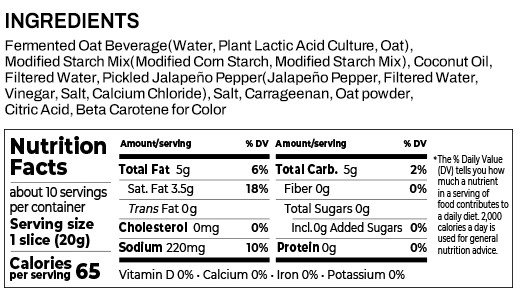 INGREDIENTS
Fermented Oat Beverage(Water, Plant Lactic Acid Culture, Oat),
Modified Starch Mix(Modified Corn Starch, Modified Starch Mix), Coconut Oil,
Filtered Water, Pickled Jalapeño Pepper(Jalapeño Pepper, Filtered Water,
Vinegar, Salt, Calcium Chloride), Salt, Carrageenan, Oat powder,
Citric Acid, Beta Carotene for Color
Nutrition
Facts
about 10 servings
per container
Serving size
1 slice (20g)
Calories
per serving 65
Amount/serving % DV
Total Fat 5g 6%
Sat. Fat 3.5g 18%
Trans Fat 0g
Cholesterol 0mg 0%
Sodium 220mg 10%
Amount/serving % DV
Total Carb. 5g 2%
Fiber 0g 0%
Total Sugars 0g
Incl.0g Added Sugars 0%
Protein 0g 0%
Vitamin D 0% · Calcium 0% · Iron 0% · Potassium 0%
*The % Daily Value
(DV) tells you how
much a nutrient
in a serving of
food contributes to
a daily diet. 2,000
calories a day is
used for general
nutrition advice.